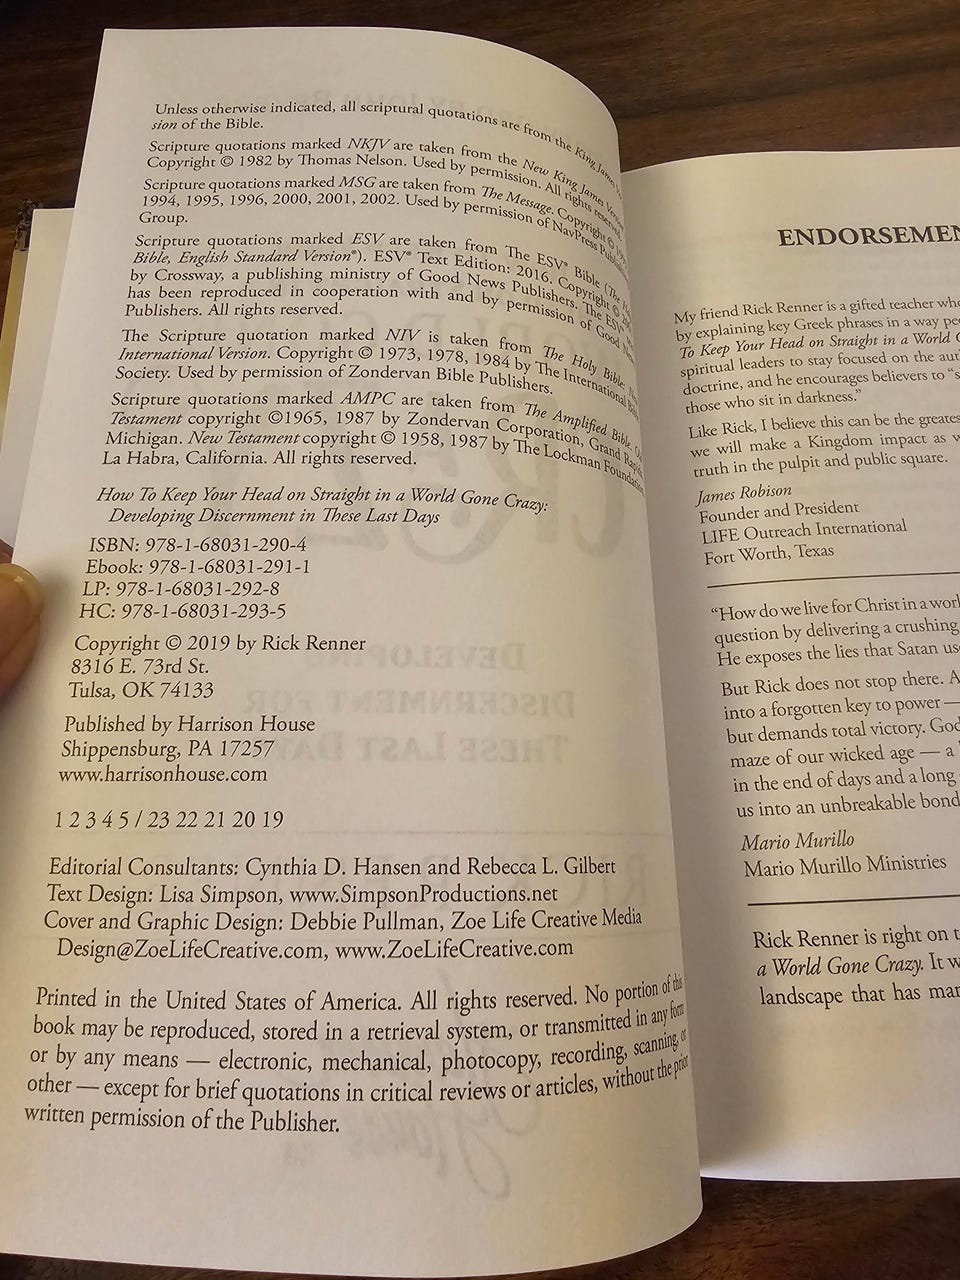 Unless otherwise indicated, all scriptural quotations are from the King James
sion of the Bible.
Scripture quotations marked NKJV are taken from the New King James
Copyright © 1982 by Thomas Nelson. Used by permission. All rights reserved.
Scripture quotations marked MSG are taken from The Message. Copyright ©
1994, 1995, 1996, 2000, 2001, 2002. Used by permission of NavPress
Group.
Scripture quotations marked ESV are taken from The ESV® Bible (The
Bible, English Standard Version®). ESV® Text Edition: 2016. Copyright ©
by Crossway, a publishing ministry of Good News Publishers. The ESV®
has been reproduced in cooperation with and by permission of Good
Publishers. All rights reserved.
The Scripture quotation marked NIV is taken from The Holy Bible:
International Version. Copyright © 1973, 1978, 1984 by The International
Society. Used by permission of Zondervan Bible Publishers.
Scripture quotations marked AMPC are taken from The Amplified Bible.
Testament copyright ©1965, 1987 by Zondervan Corporation, Grand Rapids
Michigan. New Testament copyright © 1958, 1987 by The Lockman Foundation
La Habra, California. All rights reserved.
How To Keep Your Head on Straight in a World Gone Crazy:
Developing Discernment in These Last Days
ISBN: 978-1-68031-290-4
Ebook: 978-1-68031-291-1
LP: 978-1-68031-292-8
HC: 978-1-68031-293-5
Copyright © 2019 by Rick Renner
8316 E. 73rd St.
Tulsa, OK 74133
Published by Harrison House
Shippensburg, PA 17257
www.harrisonhouse.com
1 2 3 4 5 / 23 22 21 20 19
Editorial Consultants: Cynthia D. Hansen and Rebecca L. Gilbert
Text Design: Lisa Simpson, www.SimpsonProductions.net
Cover and Graphic Design: Debbie Pullman, Zoe Life Creative Media
Design@ZoeLifeCreative.com, www.ZoeLifeCreative.com
Printed in the United States of America. All rights reserved. No portion of this
book may be reproduced, stored in a retrieval system, or transmitted in any form
or by any means — electronic, mechanical, photocopy, recording, scanning, or
other — except for brief quotations in critical reviews or articles, without the prior
written permission of the Publisher.
ENDORSEMEN
My friend Rick Renner is a gifted teacher who
by explaining key Greek phrases in a way
To Keep Your Head on Straight in a World
spiritual leaders to stay focused on the
doctrine, and he encourages believers to
those who sit in darkness.”
Like Rick, I believe this can be the
we will make a Kingdom impact as
truth in the pulpit and public square.
James Robison
Founder and President
LIFE Outreach International
Fort Worth, Texas
“How do we live for Christ in a
question by delivering a crushing
He exposes the lies that Satan
But Rick does not stop there.
into a forgotten key to power —
but demands total victory. God
maze of our wicked age — a
in the end of days and a long
us into an unbreakable bond
Mario Murillo
Mario Murillo Ministries
Rick Renner is right on
a World Gone Crazy. It
landscape that has